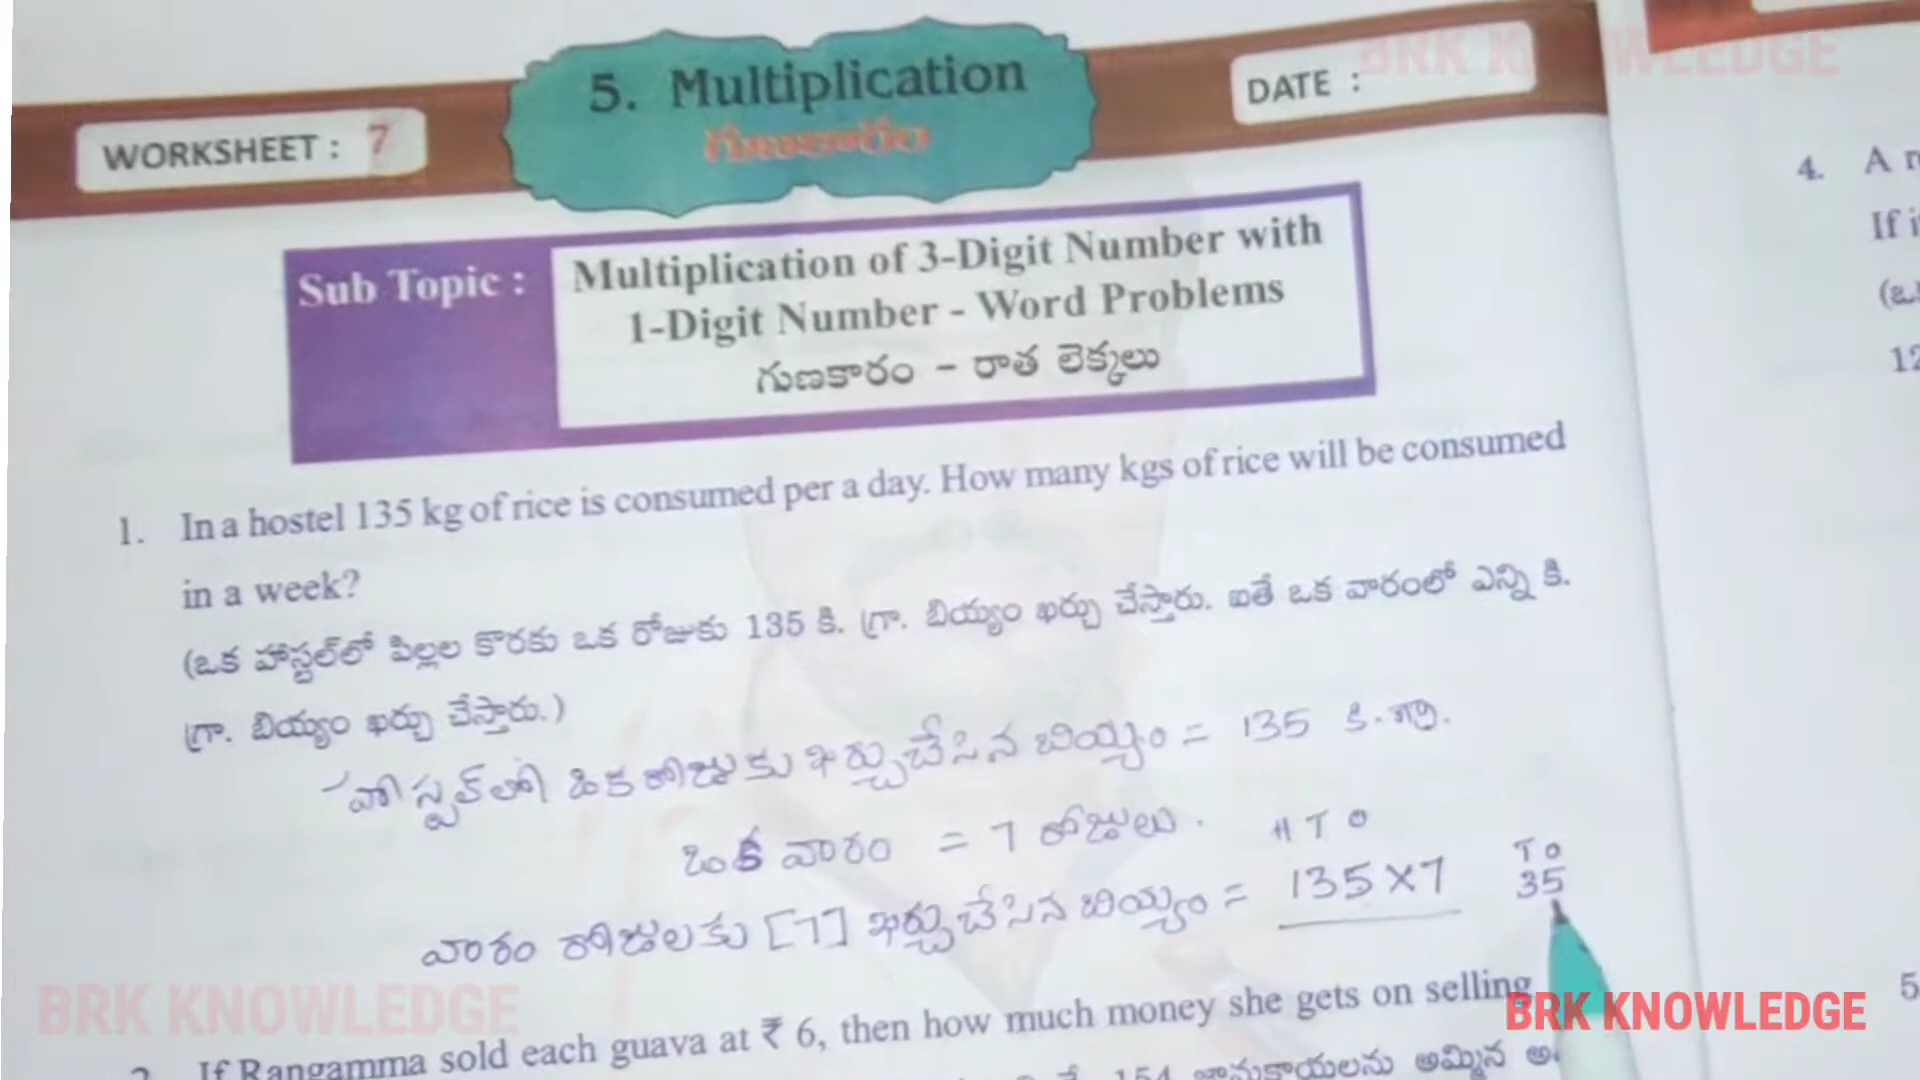 BRK KNOWLEDGE
WORKSHEET : 7
5. Multiplication
గుణకారం
DATE :
Sub Topic :
Multiplication of 3-Digit Number with
1-Digit Number - Word Problems
గుణకారం - రాత లెక్కలు
1. In a hostel 135 kg of rice is consumed per a day. How many kgs of rice will be consumed
in a week?
(ఒక హాస్టల్‌లో పిల్లల కొరకు ఒక రోజుకు 135 కి. గ్రా. బియ్యం ఖర్చు చేస్తారు. ఐతే ఒక వారంలో ఎన్ని కి.
గ్రా. బియ్యం ఖర్చు చేస్తారు.)
హాస్టల్‌లో ఒక రోజుకు ఖర్చుచేసిన బియ్యం = 135 కి.గ్రా.
ఒక వారం = 7 రోజులు.
H T O
T O
వారం రోజులకు [7] ఖర్చుచేసిన బియ్యం = 135×7
35
If Rangamma sold each guava at ₹ 6, then how much money she gets on selling
154 జామకాయలను అమ్మిన
4. A
If i
12
5
BRK KNOWLEDGE
BRK KNOWLEDGE